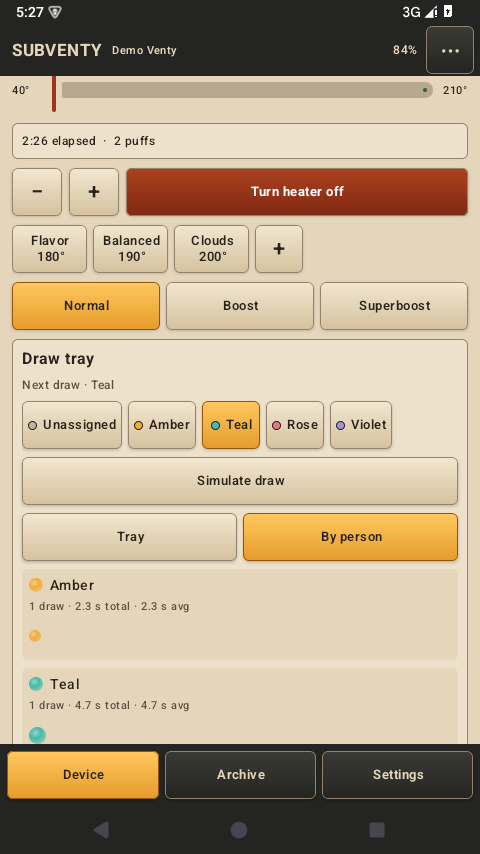 5:27
3G
SUBVENTY Demo Venty 84% ...
40° 210°
2:26 elapsed · 2 puffs
− + Turn heater off
Flavor Balanced Clouds +
180° 190° 200°
Normal Boost Superboost
Draw tray
Next draw · Teal
Unassigned Amber Teal Rose Violet
Simulate draw
Tray By person
Amber
1 draw · 2.3 s total · 2.3 s avg
Teal
1 draw · 4.7 s total · 4.7 s avg
Device Archive Settings